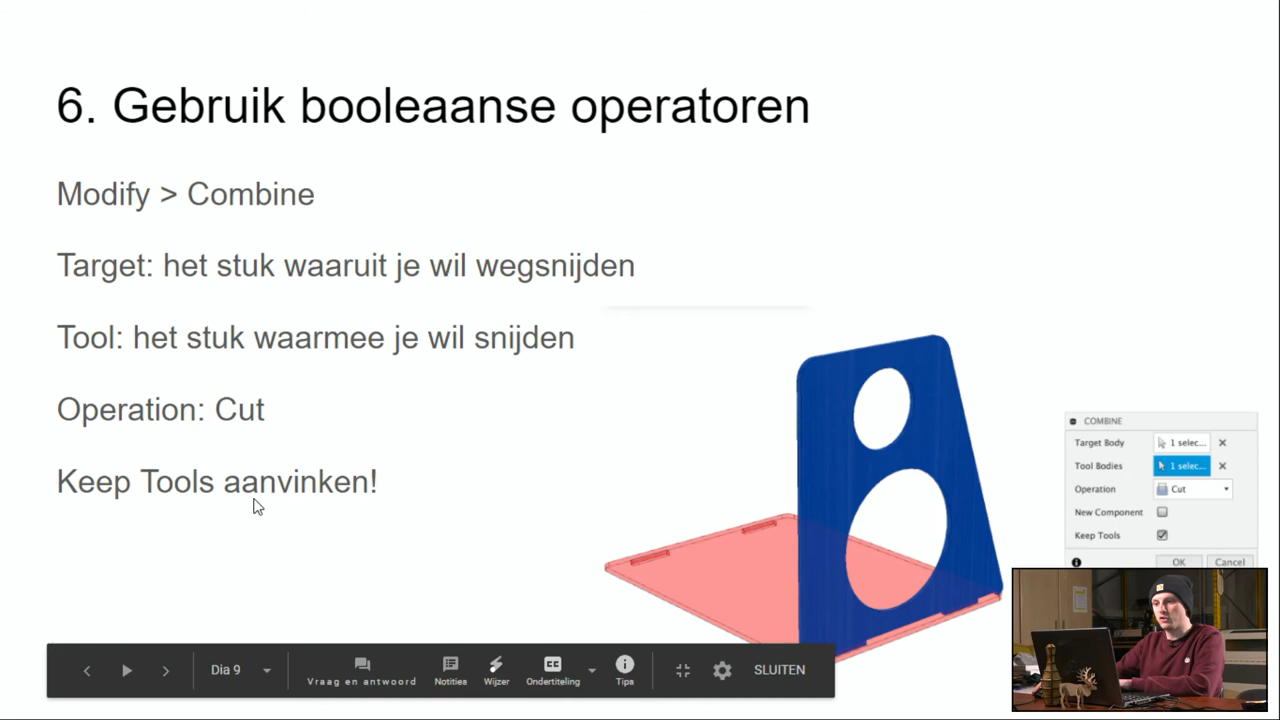 6. Gebruik booleaanse operatoren
Modify > Combine
Target: het stuk waaruit je wil wegsnijden
Tool: het stuk waarmee je wil snijden
Operation: Cut
Keep Tools aanvinken!
COMBINE
Target Body 1 selec...
Tool Bodies 1 selec...
Operation Cut
New Component
Keep Tools
OK Cancel
Dia 9
Vraag en antwoord
Notities
Wijzer
CC
Ondertiteling
Tips
SLUITEN